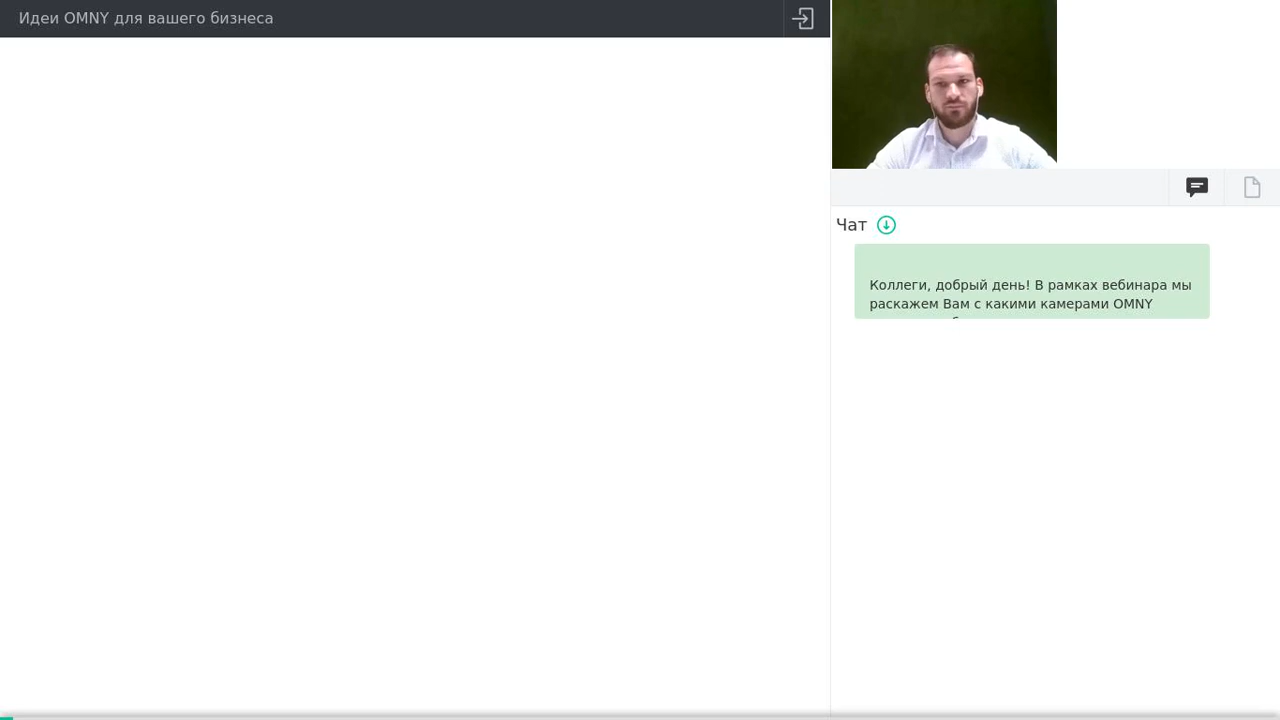 Идеи OMNY для вашего бизнеса
Чат
Коллеги, добрый день! В рамках вебинара мы
раскажем Вам с какими камерами OMNY